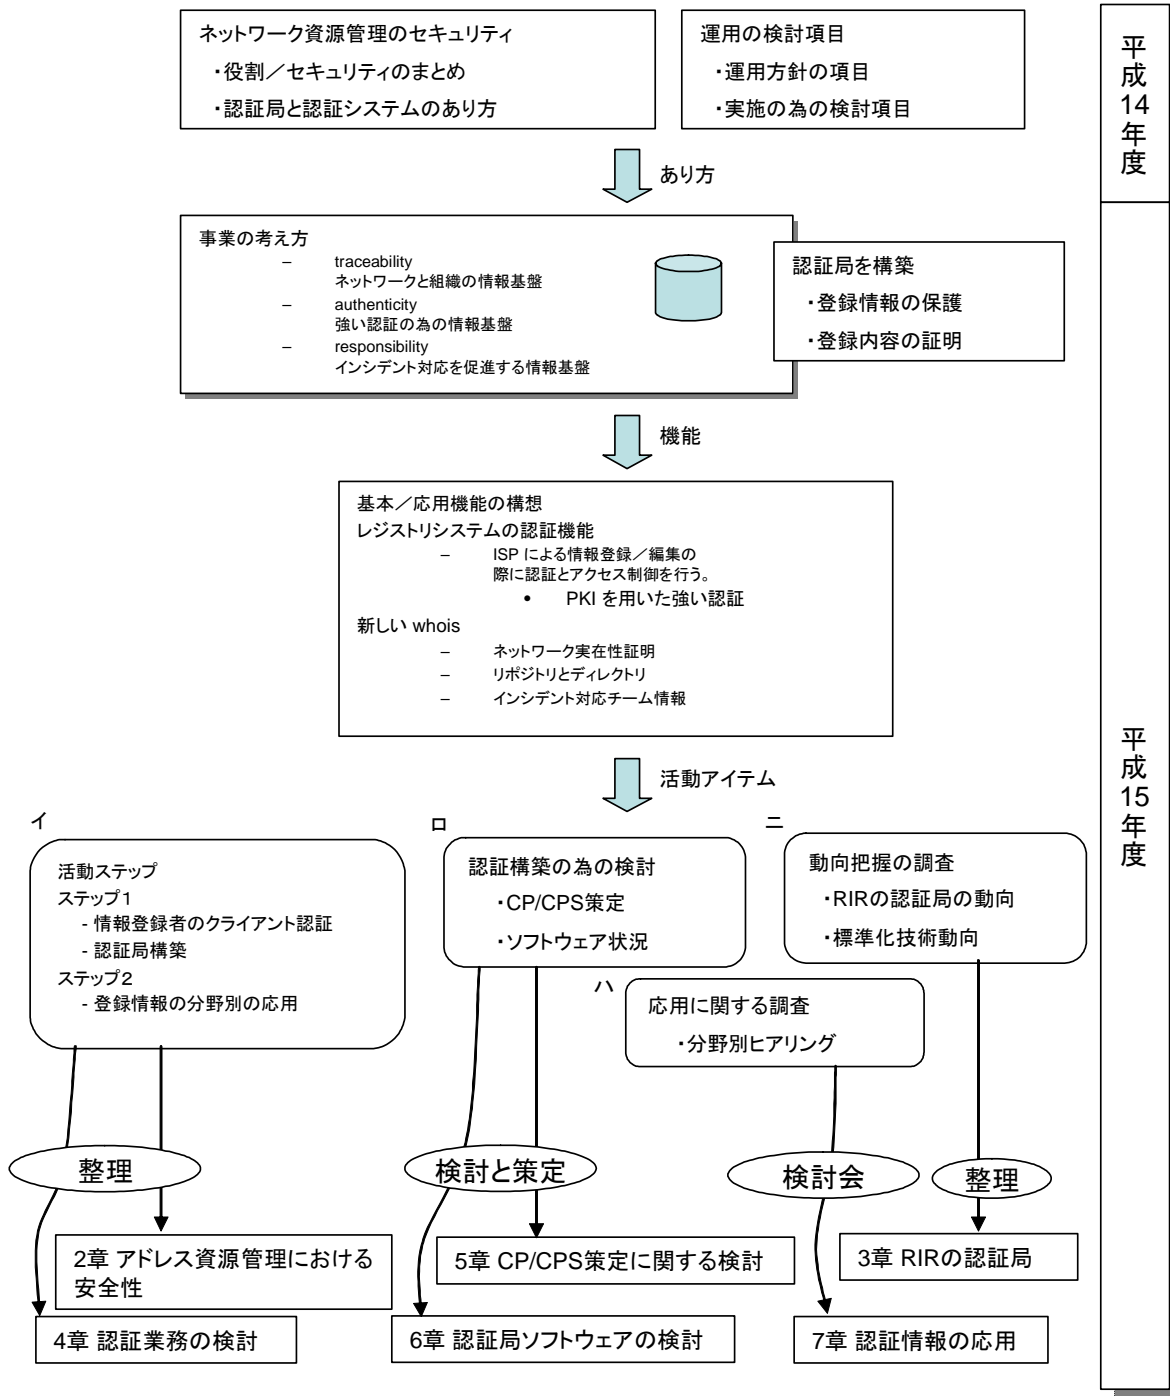 ネットワーク資源管理のセキュリティ
・役割／セキュリティのまとめ
・認証局と認証システムのあり方
運用の検討項目
・運用方針の項目
・実施の為の検討項目
平成14年度
あり方
事業の考え方
– traceability
ネットワークと組織の情報基盤
– authenticity
強い認証の為の情報基盤
– responsibility
インシデント対応を促進する情報基盤
認証局を構築
・登録情報の保護
・登録内容の証明
機能
基本／応用機能の構想
レジストリシステムの認証機能
– ISP による情報登録／編集の
際に認証とアクセス制御を行う。
• PKI を用いた強い認証
新しい whois
– ネットワーク実在性証明
– リポジトリとディレクトリ
– インシデント対応チーム情報
平成15年度
活動アイテム
イ
活動ステップ
ステップ１
- 情報登録者のクライアント認証
- 認証局構築
ステップ２
- 登録情報の分野別の応用
ロ
認証構築の為の検討
・CP/CPS策定
・ソフトウェア状況
ニ
動向把握の調査
・RIRの認証局の動向
・標準化技術動向
ハ
応用に関する調査
・分野別ヒアリング
整理
検討と策定
検討会
整理
2章 アドレス資源管理における
安全性
5章 CP/CPS策定に関する検討
3章 RIRの認証局
4章 認証業務の検討
6章 認証局ソフトウェアの検討
7章 認証情報の応用